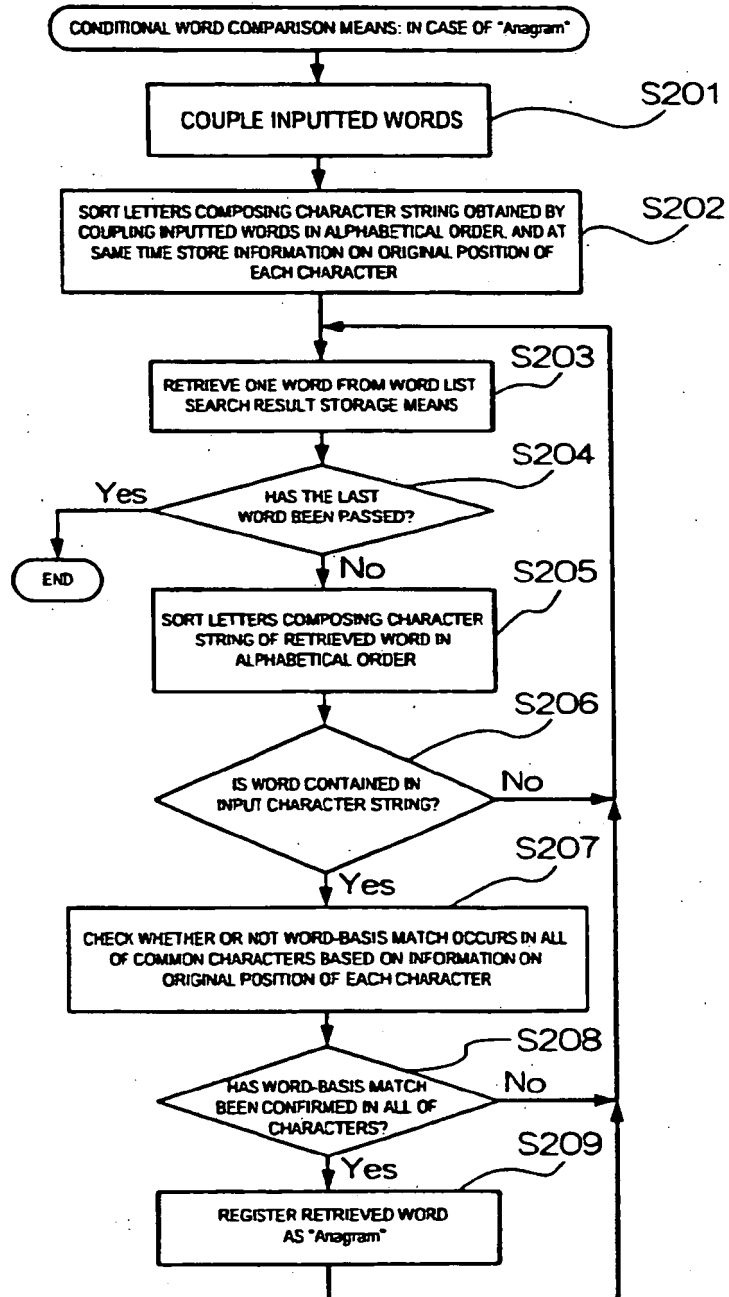 CONDITIONAL WORD COMPARISON MEANS: IN CASE OF "Anagram"
S201
COUPLE INPUTTED WORDS
S202
SORT LETTERS COMPOSING CHARACTER STRING OBTAINED BY
COUPLING INPUTTED WORDS IN ALPHABETICAL ORDER, AND AT
SAME TIME STORE INFORMATION ON ORIGINAL POSITION OF
EACH CHARACTER
S203
RETRIEVE ONE WORD FROM WORD LIST
SEARCH RESULT STORAGE MEANS
S204
Yes
HAS THE LAST
WORD BEEN PASSED?
END
No
S205
SORT LETTERS COMPOSING CHARACTER
STRING OF RETRIEVED WORD IN
ALPHABETICAL ORDER
S206
IS WORD CONTAINED IN
INPUT CHARACTER STRING?
No
S207
Yes
CHECK WHETHER OR NOT WORD-BASIS MATCH OCCURS IN ALL
OF COMMON CHARACTERS BASED ON INFORMATION ON
ORIGINAL POSITION OF EACH CHARACTER
S208
HAS WORD-BASIS MATCH
BEEN CONFIRMED IN ALL OF
CHARACTERS?
No
S209
Yes
REGISTER RETRIEVED WORD
AS "Anagram"